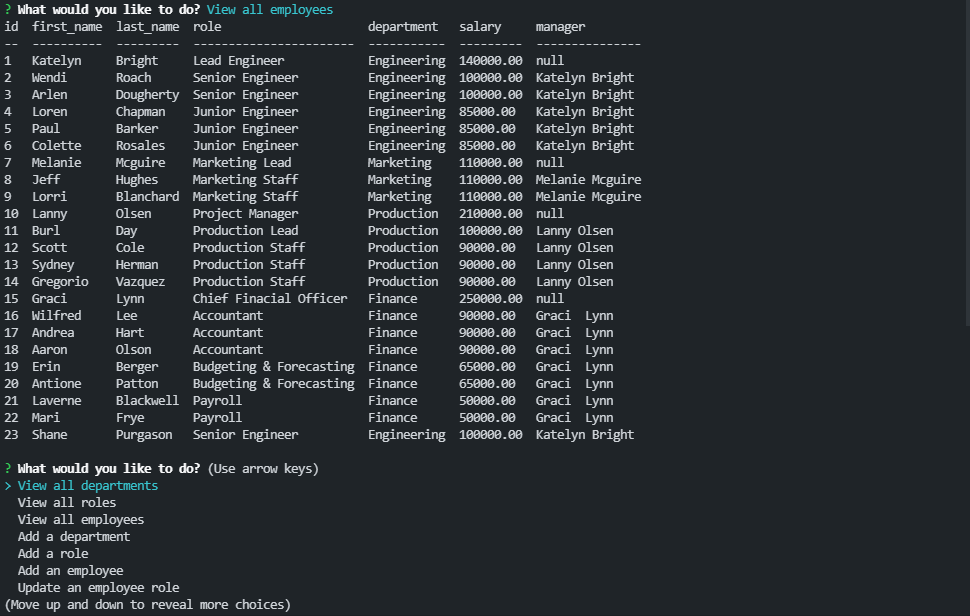 ? What would you like to do? View all employees
id  first_name  last_name  role                     department   salary     manager
--  ----------  ---------  -----------------------  -----------  ---------  ---------------
1   Katelyn     Bright     Lead Engineer            Engineering  140000.00  null
2   Wendi       Roach      Senior Engineer          Engineering  100000.00  Katelyn Bright
3   Arlen       Dougherty  Senior Engineer          Engineering  100000.00  Katelyn Bright
4   Loren       Chapman    Junior Engineer          Engineering  85000.00   Katelyn Bright
5   Paul        Barker     Junior Engineer          Engineering  85000.00   Katelyn Bright
6   Colette     Rosales    Junior Engineer          Engineering  85000.00   Katelyn Bright
7   Melanie     Mcguire    Marketing Lead           Marketing    110000.00  null
8   Jeff        Hughes     Marketing Staff          Marketing    110000.00  Melanie Mcguire
9   Lorri       Blanchard  Marketing Staff          Marketing    110000.00  Melanie Mcguire
10  Lanny       Olsen      Project Manager          Production   210000.00  null
11  Burl        Day        Production Lead          Production   100000.00  Lanny Olsen
12  Scott       Cole       Production Staff         Production   90000.00   Lanny Olsen
13  Sydney      Herman     Production Staff         Production   90000.00   Lanny Olsen
14  Gregorio    Vazquez    Production Staff         Production   90000.00   Lanny Olsen
15  Graci       Lynn       Chief Finacial Officer   Finance      250000.00  null
16  Wilfred     Lee        Accountant               Finance      90000.00   Graci  Lynn
17  Andrea      Hart       Accountant               Finance      90000.00   Graci  Lynn
18  Aaron       Olson      Accountant               Finance      90000.00   Graci  Lynn
19  Erin        Berger     Budgeting & Forecasting  Finance      65000.00   Graci  Lynn
20  Antione     Patton     Budgeting & Forecasting  Finance      65000.00   Graci  Lynn
21  Laverne     Blackwell  Payroll                  Finance      50000.00   Graci  Lynn
22  Mari        Frye       Payroll                  Finance      50000.00   Graci  Lynn
23  Shane       Purgason   Senior Engineer          Engineering  100000.00  Katelyn Bright
? What would you like to do? (Use arrow keys)
> View all departments
View all roles
View all employees
Add a department
Add a role
Add an employee
Update an employee role
(Move up and down to reveal more choices)